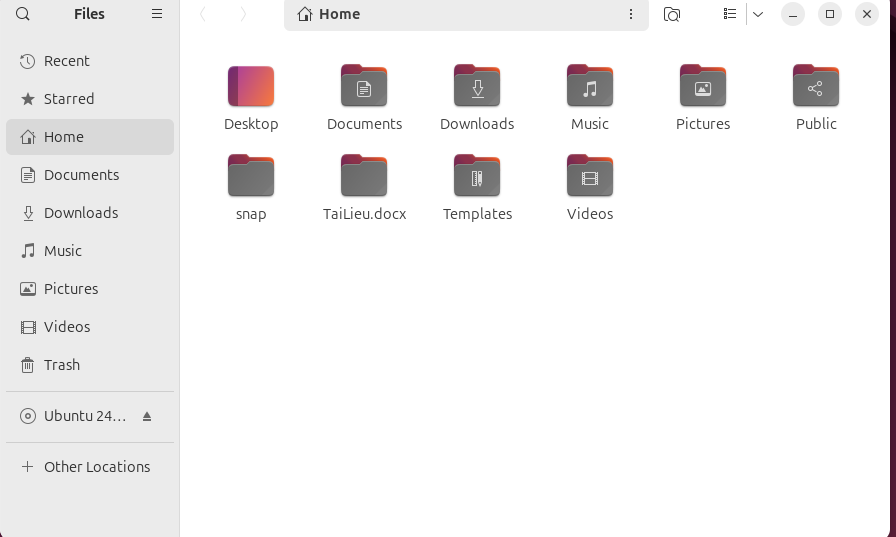 Files
Home
Recent
Starred
Home
Documents
Downloads
Music
Pictures
Videos
Trash
Ubuntu 24...
Other Locations
Desktop
Documents
Downloads
Music
Pictures
Public
snap
TaiLieu.docx
Templates
Videos